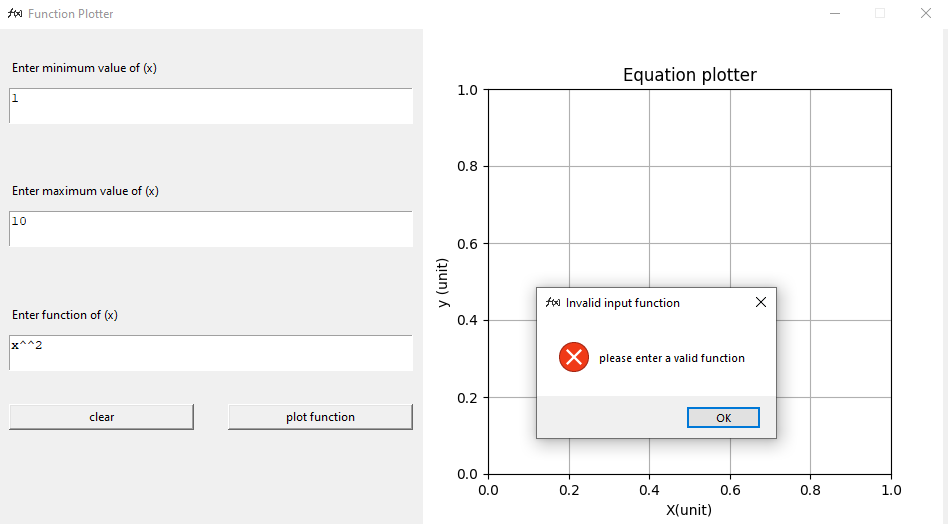 f(x) Function Plotter
Enter minimum value of (x)
1
Enter maximum value of (x)
10
Enter function of (x)
x^^2
clear
plot function
Equation plotter
1.0
0.8
0.6
0.4
0.2
0.0
y (unit)
0.0 0.2 0.4 0.6 0.8 1.0
X(unit)
f(x) Invalid input function
please enter a valid function
OK